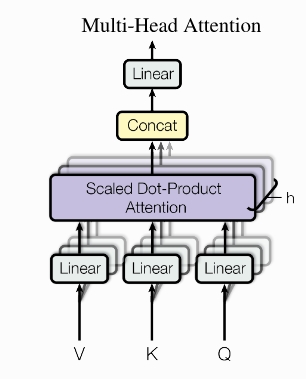 Multi-Head Attention
Linear
Concat
Scaled Dot-Product
Attention
h
Linear Linear Linear
V K Q